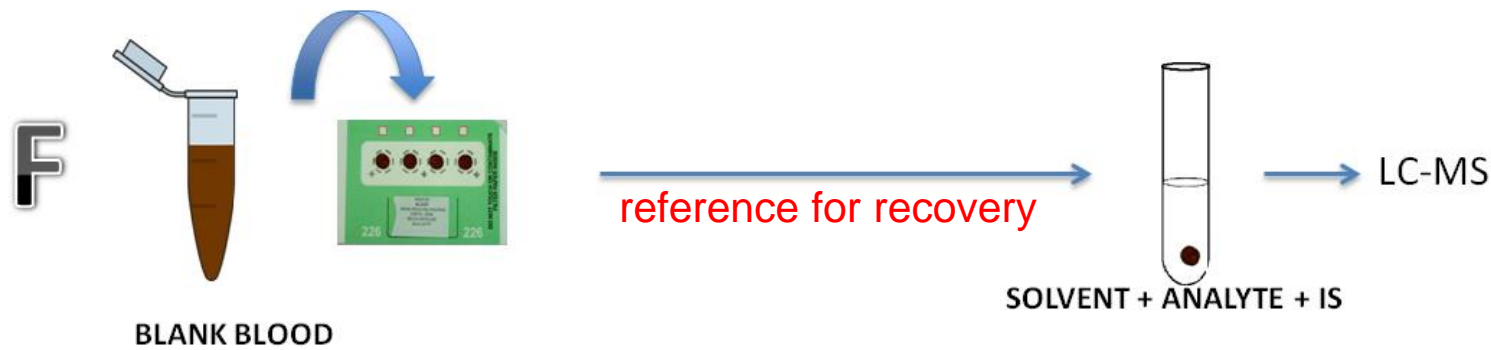 F
BLANK BLOOD
226 226
reference for recovery
SOLVENT + ANALYTE + IS
LC-MS